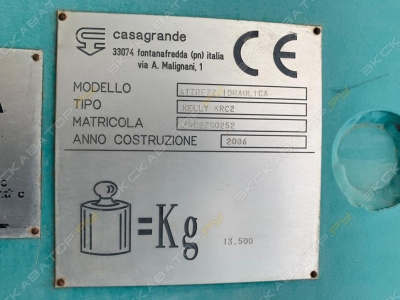 casagrande
33074 fontanafredda (pn) italia
via A. Malignani, 1
CE
MODELLO ATTREZZ.IDRAULICA
TIPO KELLY KRC2
MATRICOLA
ANNO COSTRUZIONE 2006
=Kg 13.500